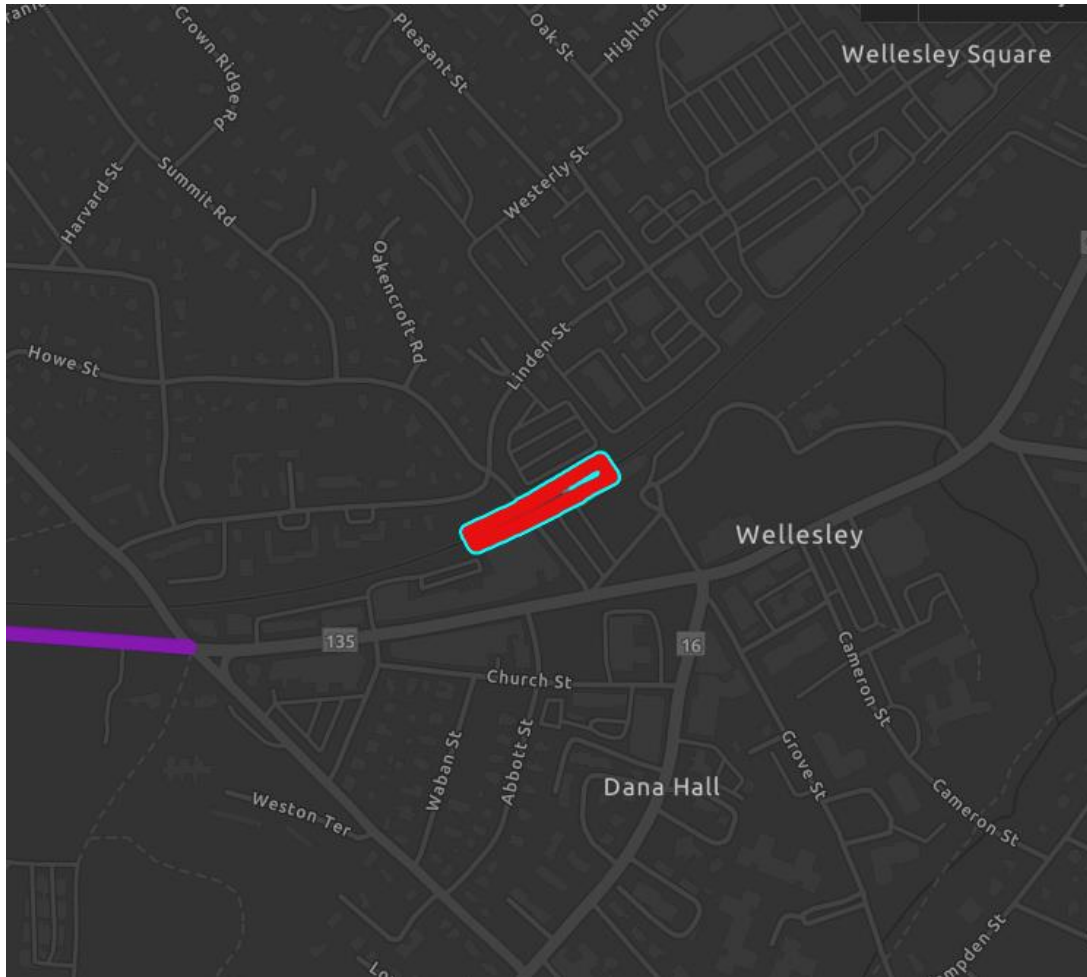 Crown Ridge Rd
Pleasant St
Oak St
Highland
Wellesley Square
Harvard St
Summit Rd
Westerly St
Oakencroft Rd
Linden St
Howe St
Wellesley
135
16
Church St
Cameron St
Waban St
Abbott St
Grove St
Dana Hall
Weston Ter
Cameron St